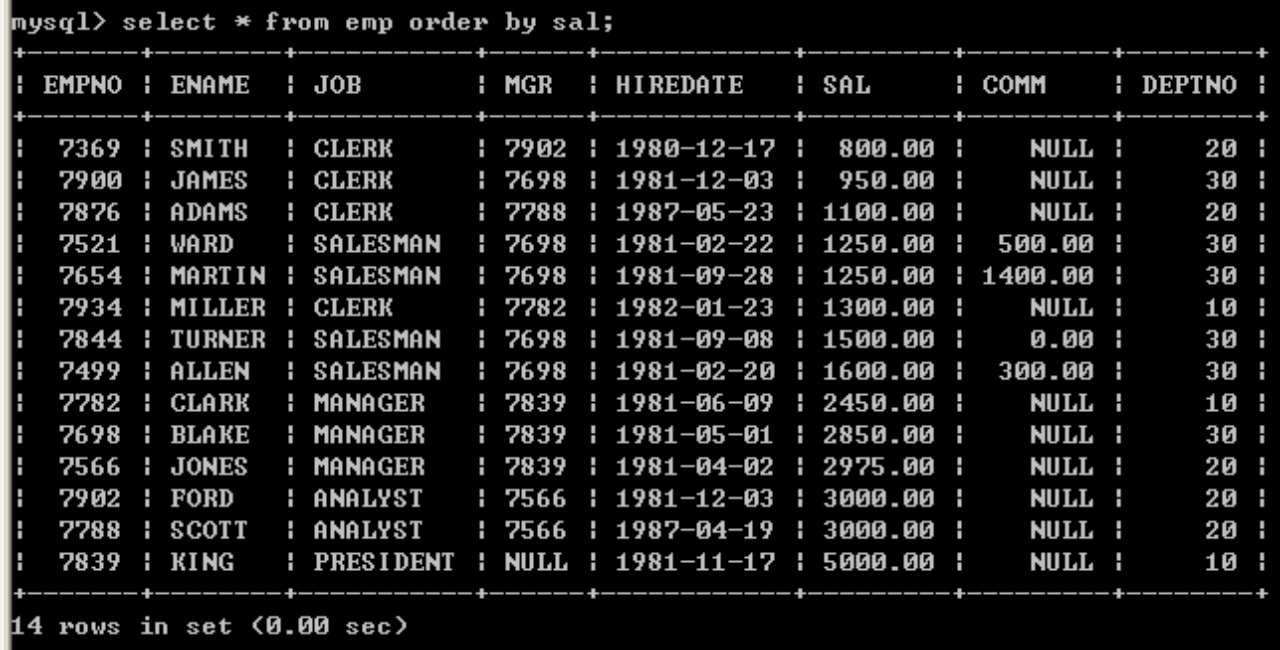 mysql> select * from emp order by sal;
+-------+--------+-----------+------+------------+---------+---------+--------+
| EMPNO | ENAME  | JOB       | MGR  | HIREDATE   | SAL     | COMM    | DEPTNO |
+-------+--------+-----------+------+------------+---------+---------+--------+
|  7369 | SMITH  | CLERK     | 7902 | 1980-12-17 |  800.00 |    NULL |     20 |
|  7900 | JAMES  | CLERK     | 7698 | 1981-12-03 |  950.00 |    NULL |     30 |
|  7876 | ADAMS  | CLERK     | 7788 | 1987-05-23 | 1100.00 |    NULL |     20 |
|  7521 | WARD   | SALESMAN  | 7698 | 1981-02-22 | 1250.00 |  500.00 |     30 |
|  7654 | MARTIN | SALESMAN  | 7698 | 1981-09-28 | 1250.00 | 1400.00 |     30 |
|  7934 | MILLER | CLERK     | 7782 | 1982-01-23 | 1300.00 |    NULL |     10 |
|  7844 | TURNER | SALESMAN  | 7698 | 1981-09-08 | 1500.00 |    0.00 |     30 |
|  7499 | ALLEN  | SALESMAN  | 7698 | 1981-02-20 | 1600.00 |  300.00 |     30 |
|  7782 | CLARK  | MANAGER   | 7839 | 1981-06-09 | 2450.00 |    NULL |     10 |
|  7698 | BLAKE  | MANAGER   | 7839 | 1981-05-01 | 2850.00 |    NULL |     30 |
|  7566 | JONES  | MANAGER   | 7839 | 1981-04-02 | 2975.00 |    NULL |     20 |
|  7902 | FORD   | ANALYST   | 7566 | 1981-12-03 | 3000.00 |    NULL |     20 |
|  7788 | SCOTT  | ANALYST   | 7566 | 1987-04-19 | 3000.00 |    NULL |     20 |
|  7839 | KING   | PRESIDENT | NULL | 1981-11-17 | 5000.00 |    NULL |     10 |
+-------+--------+-----------+------+------------+---------+---------+--------+
14 rows in set (0.00 sec)